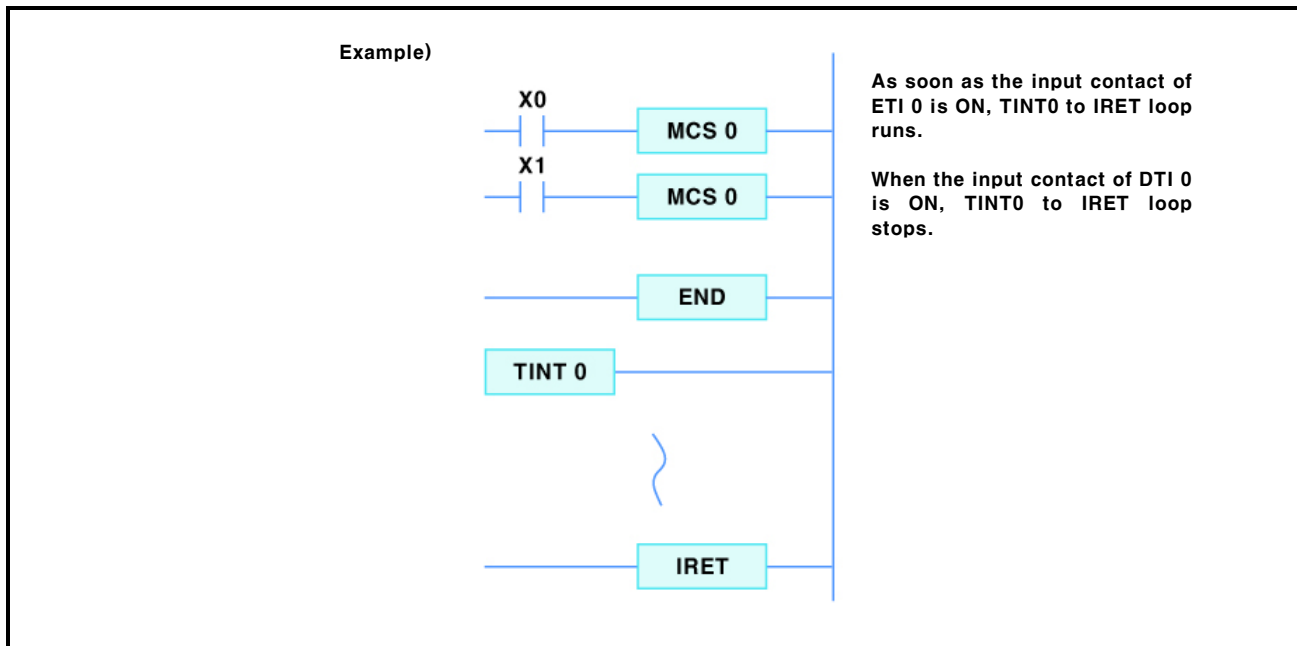 Example)
X0
MCS 0
X1
MCS 0
END
TINT 0
IRET
As soon as the input contact of
ETI 0 is ON, TINT0 to IRET loop
runs.
When the input contact of DTI 0
is ON, TINT0 to IRET loop
stops.